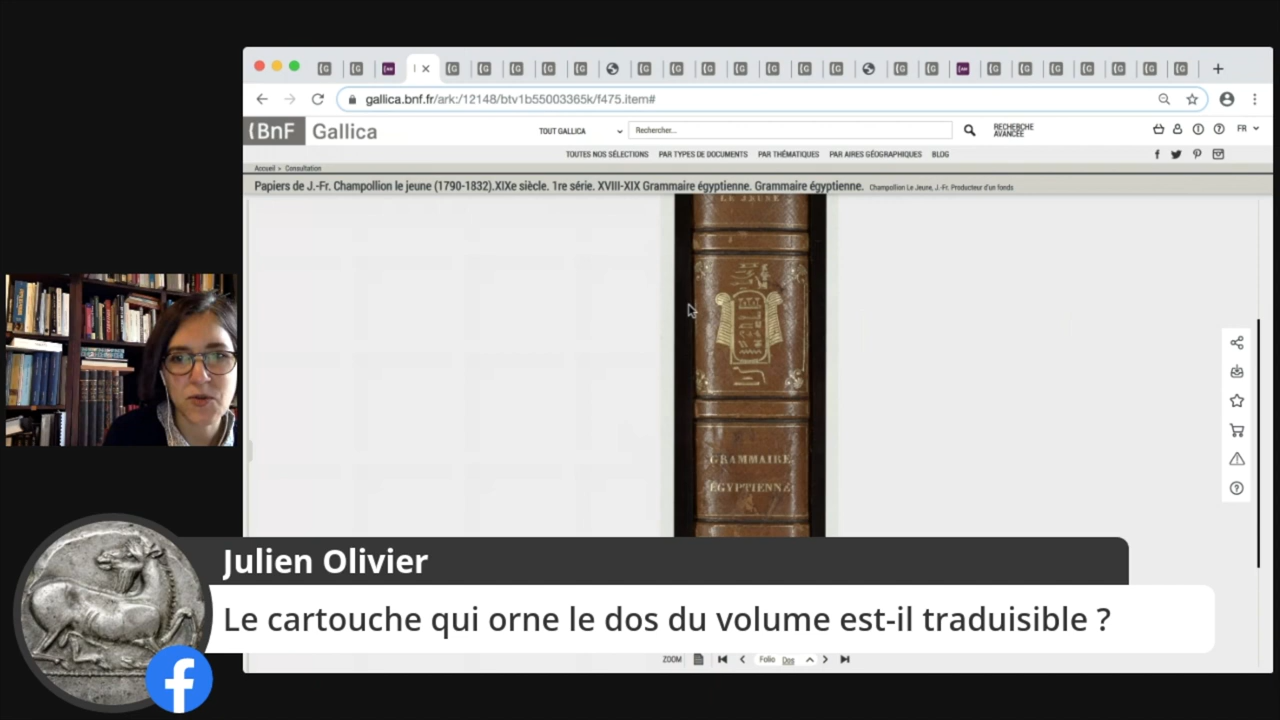 gallica.bnf.fr/ark:/12148/btv1b55003365k/f475.item#
{BnF Gallica
TOUT GALLICA
Rechercher...
RECHERCHE AVANCÉE
FR
TOUTES NOS SÉLECTIONS PAR TYPES DE DOCUMENTS PAR THÉMATIQUES PAR AIRES GÉOGRAPHIQUES BLOG
Accueil > Consultation
Papiers de J.-Fr. Champollion le jeune (1790-1832).XIXe siècle. 1re série. XVIII-XIX Grammaire égyptienne. Grammaire égyptienne. Champollion Le Jeune, J.-Fr. Producteur d'un fonds
LE JEUNE
GRAMMAIRE
ÉGYPTIENNE
Julien Olivier
Le cartouche qui orne le dos du volume est-il traduisible ?
ZOOM Folio Dos